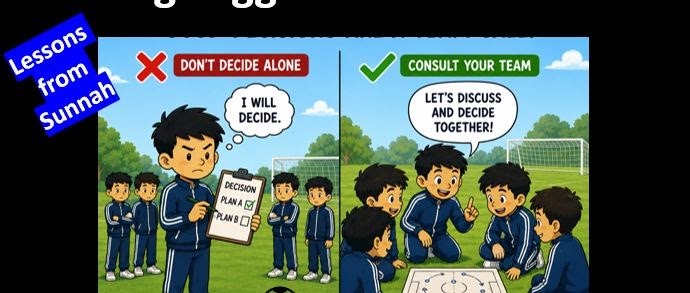 Lessons
from
Sunnah
DON'T DECIDE ALONE
CONSULT YOUR TEAM
I WILL
DECIDE.
LET'S DISCUSS
AND DECIDE
TOGETHER!
DECISION
PLAN A
PLAN B